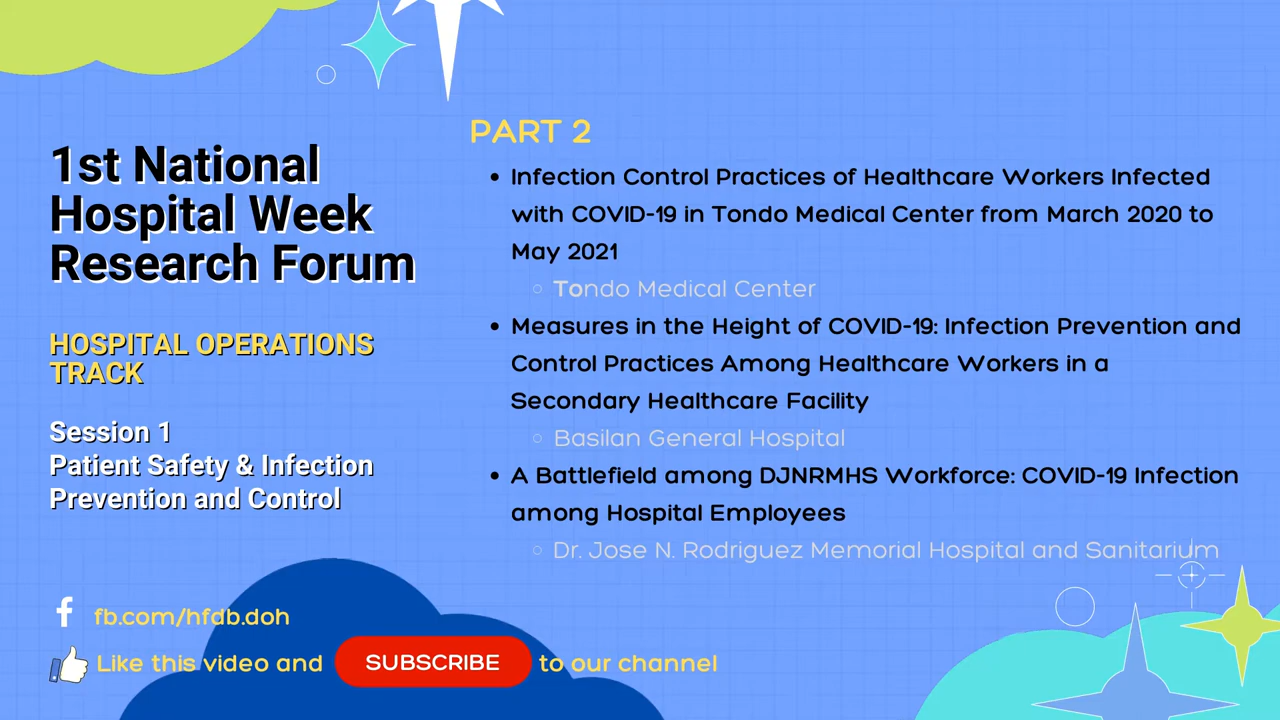 1st National
Hospital Week
Research Forum
HOSPITAL OPERATIONS
TRACK
Session 1
Patient Safety & Infection
Prevention and Control
PART 2
• Infection Control Practices of Healthcare Workers Infected
with COVID-19 in Tondo Medical Center from March 2020 to
May 2021
○ Tondo Medical Center
• Measures in the Height of COVID-19: Infection Prevention and
Control Practices Among Healthcare Workers in a
Secondary Healthcare Facility
○ Basilan General Hospital
• A Battlefield among DJNRMHS Workforce: COVID-19 Infection
among Hospital Employees
○ Dr. Jose N. Rodriguez Memorial Hospital and Sanitarium
fb.com/hfdb.doh
Like this video and SUBSCRIBE to our channel